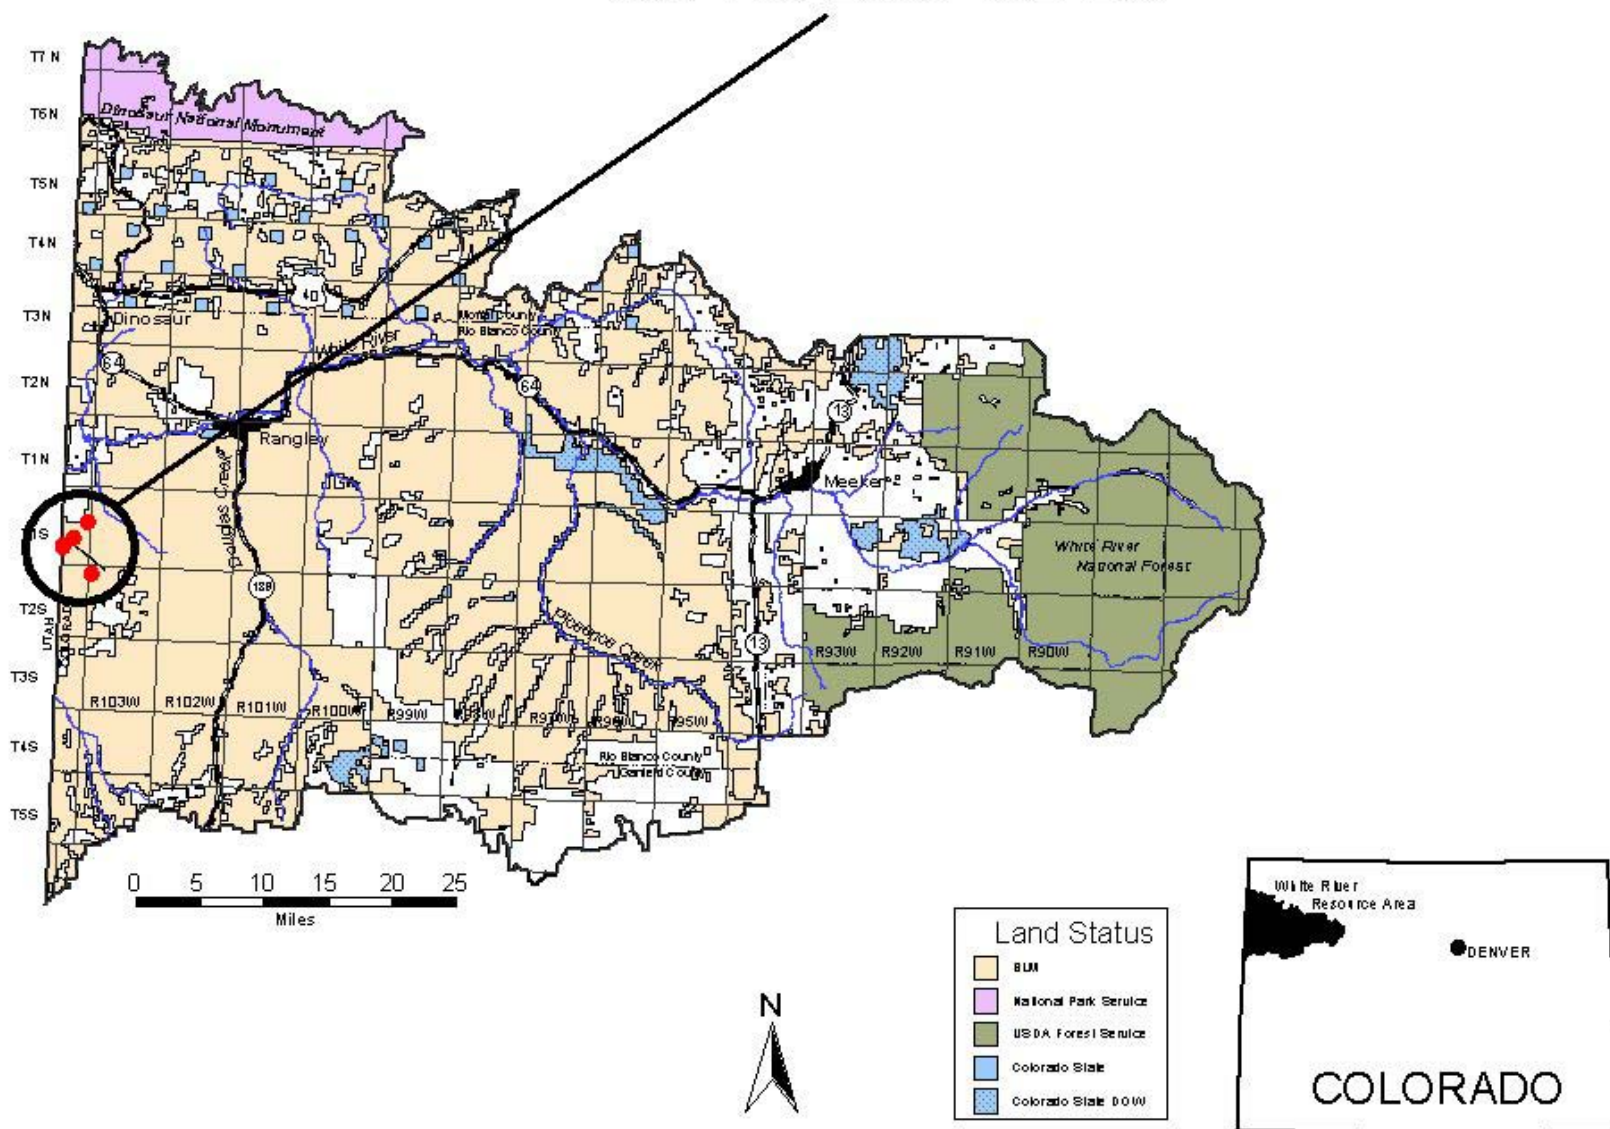 T7 N
T6N
Dinosaur National Monument
T5N
T4N
40
T3N
Dinosaur
Moffat County
Rio Blanco County
White River
64
T2N
64
13
Rangley
T1N
Meeker
Douglas Creek
White River
National Forest
139
T2S
UTAH
COLORADO
13
R93W
R92W
R91W
R90W
T3S
R103W
R102W
R101W
R100W
R99W
R98W
R97W
R96W
R95W
T4S
Rio Blanco County
Garfield County
T5S
0 5 10 15 20 25
Miles
Land Status
BLM
National Park Service
USDA Forest Service
Colorado State
Colorado State DOW
N
White River
Resource Area
DENVER
COLORADO